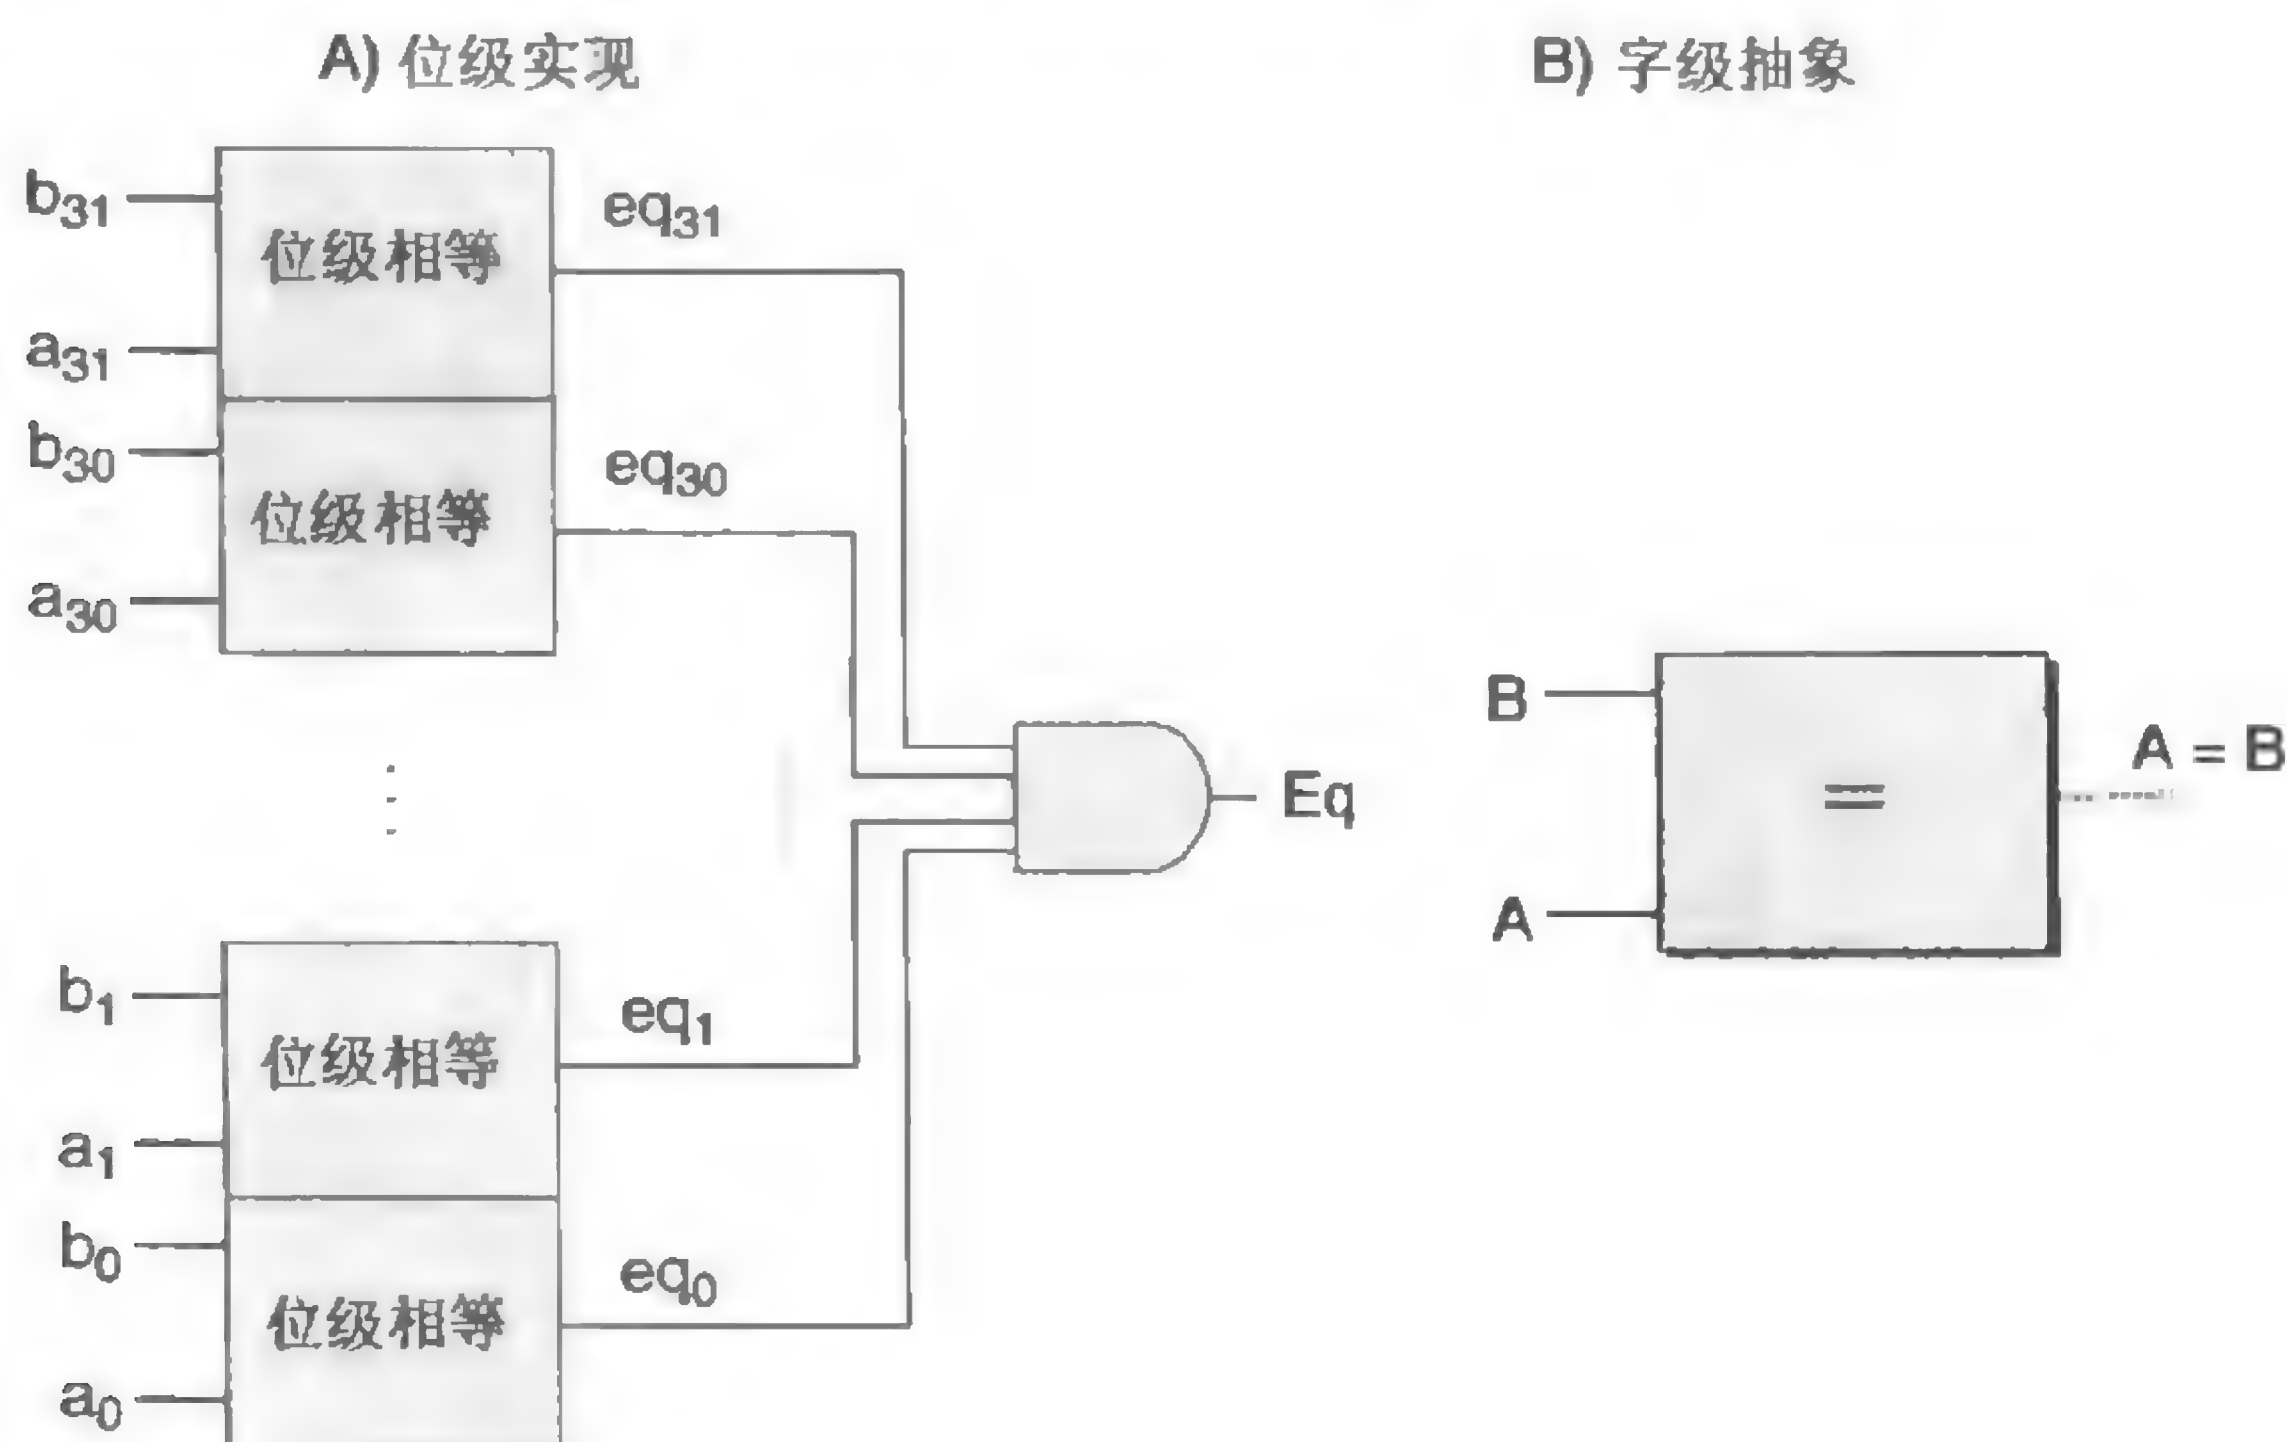 A) 位级实现
b31
eq31
位级相等
a31
b30
eq30
位级相等
a30
Eq
b1
eq1
位级相等
a1
b0
eq0
位级相等
a0
B) 字级抽象
B
A = B
=
A